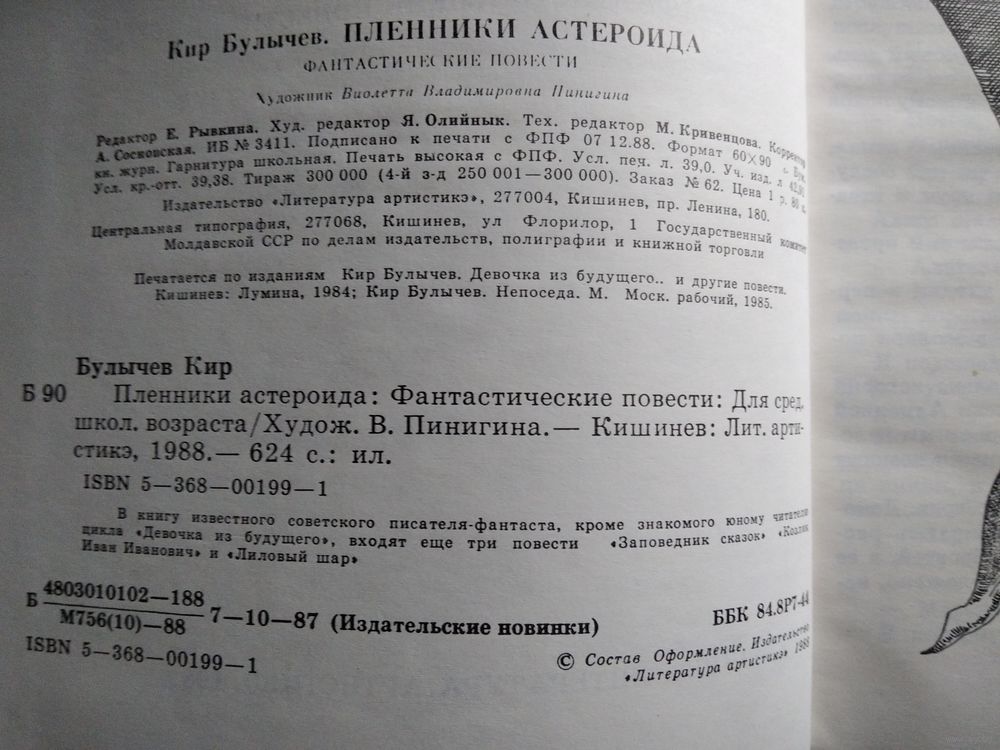 Кир Булычев. ПЛЕННИКИ АСТЕРОИДА
ФАНТАСТИЧЕСКИЕ ПОВЕСТИ
Художник Виолетта Владимировна Пинигина
Редактор Е. Рывкина. Худ. редактор Я. Олийнык. Тех. редактор М. Кривенцова. Корректор
А. Сосковская. ИБ № 3411. Подписано к печати с ФПФ 07 12.88. Формат 60×90
кн. журн. Гарнитура школьная. Печать высокая с ФПФ. Усл. печ. л. 39,0. Уч. изд. л
Усл. кр.-отт. 39,38. Тираж 300 000 (4-й з-д 250 001—300 000). Заказ № 62. Цена 1 р. 80 к.
Издательство «Литература артистикэ», 277004, Кишинев, пр. Ленина, 180.
Центральная типография, 277068, Кишинев, ул Флорилор, 1 Государственный комитет
Молдавской ССР по делам издательств, полиграфии и книжной торговли
Печатается по изданиям Кир Булычев. Девочка из будущего.. и другие повести.
Кишинев: Лумина, 1984; Кир Булычев. Непоседа. М. Моск. рабочий, 1985.
Булычев Кир
Б 90 Пленники астероида: Фантастические повести: Для сред.
школ. возраста/Худож. В. Пинигина.— Кишинев: Лит. арти-
стикэ, 1988.— 624 с.: ил.
ISBN 5—368—00199—1
В книгу известного советского писателя-фантаста, кроме знакомого юному читателю
цикла «Девочка из будущего», входят еще три повести «Заповедник сказок» «Козлик
Иван Иванович» и «Лиловый шар»
Б 4803010102—188
М756(10)—88 7—10—87 (Издательские новинки)
ББК 84.8Р7-44
ISBN 5—368—00199—1
© Состав Оформление. Издательство
«Литература артистикэ» 1988